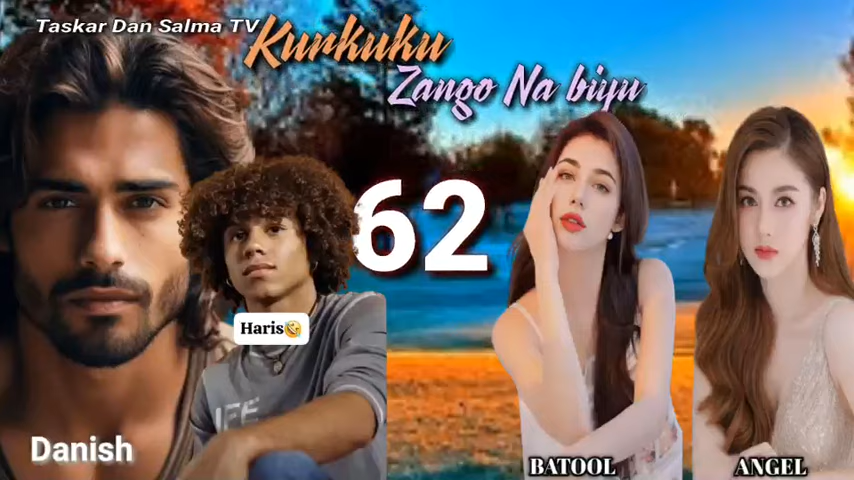 Taskar Dan Salma TV
Kurkuku
Zango Na biyu
62
Haris🤪
Danish
BATOOL
ANGEL